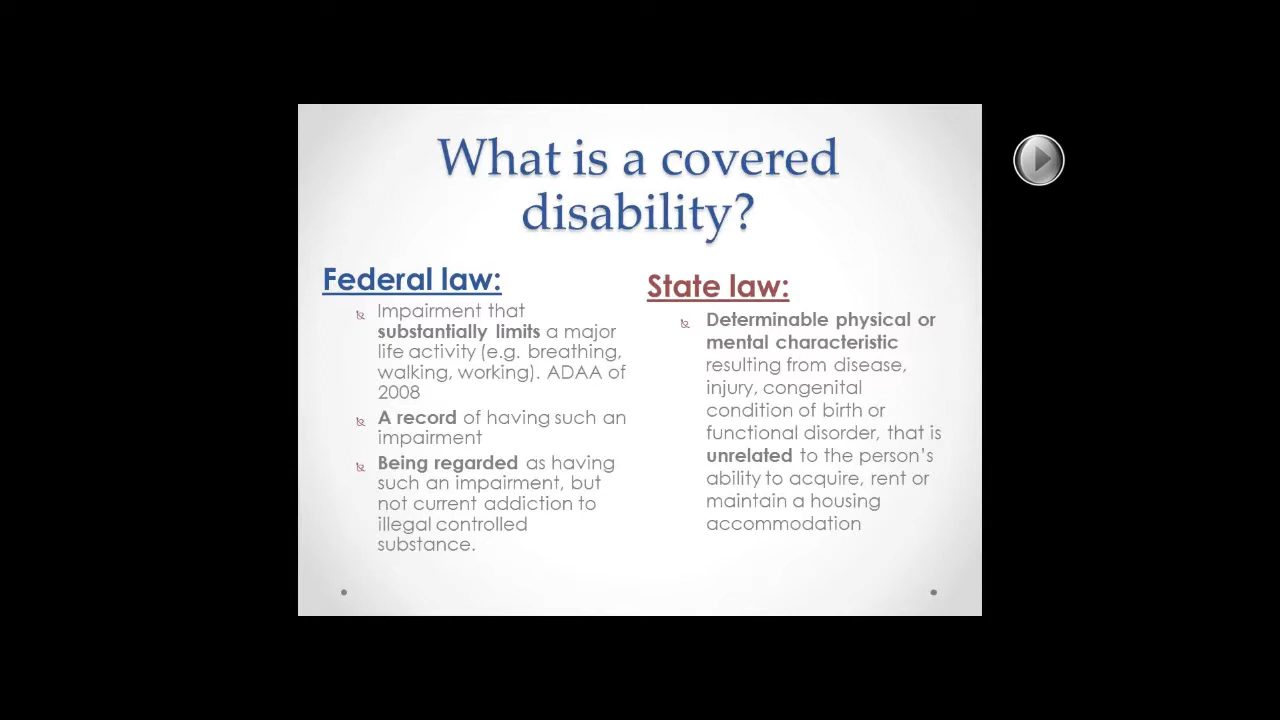 What is a covered
disability?
Federal law:
Impairment that
substantially limits a major
life activity (e.g. breathing,
walking, working). ADAA of
2008
A record of having such an
impairment
Being regarded as having
such an impairment, but
not current addiction to
illegal controlled
substance.
State law:
Determinable physical or
mental characteristic
resulting from disease,
injury, congenital
condition of birth or
functional disorder, that is
unrelated to the person's
ability to acquire, rent or
maintain a housing
accommodation